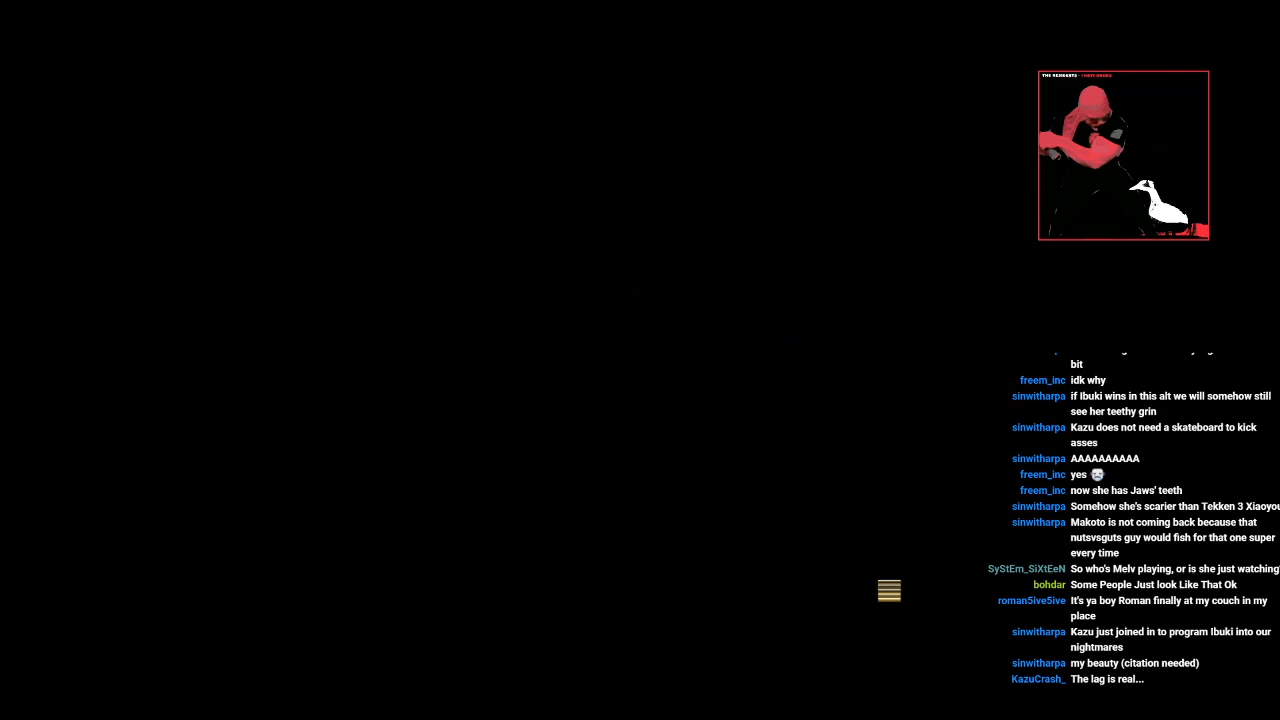 THE RESIDENTS · I HATE DUCKS
bit
freem_inc idk why
sinwitharpa if Ibuki wins in this alt we will somehow still
see her teethy grin
sinwitharpa Kazu does not need a skateboard to kick
asses
sinwitharpa AAAAAAAAAA
freem_inc yes
freem_inc now she has Jaws' teeth
sinwitharpa Somehow she's scarier than Tekken 3 Xiaoyu
sinwitharpa Makoto is not coming back because that
nutsvsguts guy would fish for that one super
every time
SyStEm_SiXtEeN So who's Melv playing, or is she just watching?
bohdar Some People Just look Like That Ok
roman5ive5ive It's ya boy Roman finally at my couch in my
place
sinwitharpa Kazu just joined in to program Ibuki into our
nightmares
sinwitharpa my beauty (citation needed)
KazuCrash_ The lag is real...